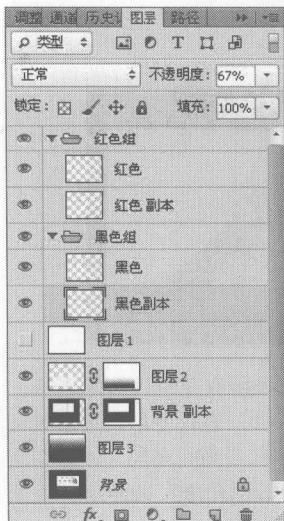 调整 通道 历史记 图层 路径
类型
正常 不透明度: 67%
锁定: 填充: 100%
红色组
红色
红色 副本
黑色组
黑色
黑色副本
图层1
图层2
背景 副本
图层3
背景
fx